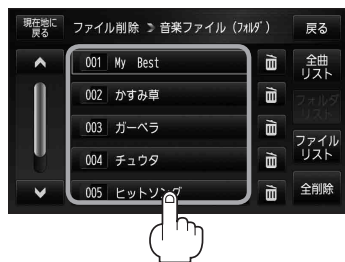 現在地に
戻る
ファイル削除 > 音楽ファイル（フォルダ）
戻る
001 My Best
全曲
リスト
002 かすみ草
フォルダ
リスト
003 ガーベラ
ファイル
リスト
004 チュウタ
005 ヒットソング
全削除